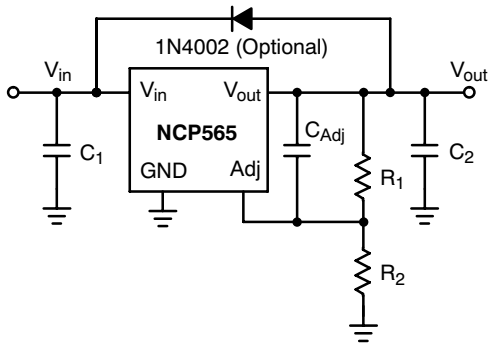 1N4002 (Optional)
Vin
Vout
Vin
Vout
NCP565
GND
Adj
C1
CAdj
R1
C2
R2